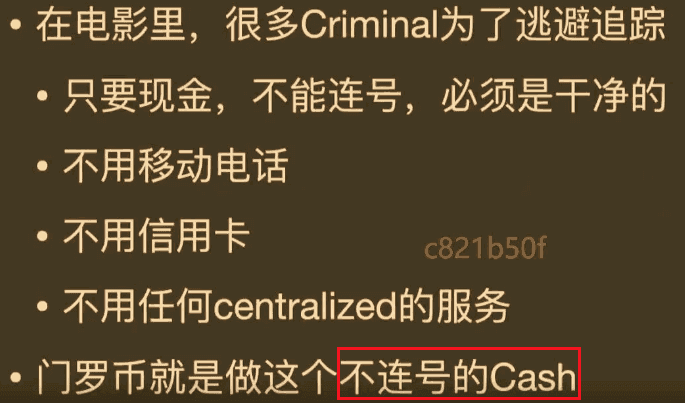 • 在电影里，很多Criminal为了逃避追踪
• 只要现金，不能连号，必须是干净的
• 不用移动电话
• 不用信用卡
c821b50f
• 不用任何centralized的服务
• 门罗币就是做这个不连号的Cash